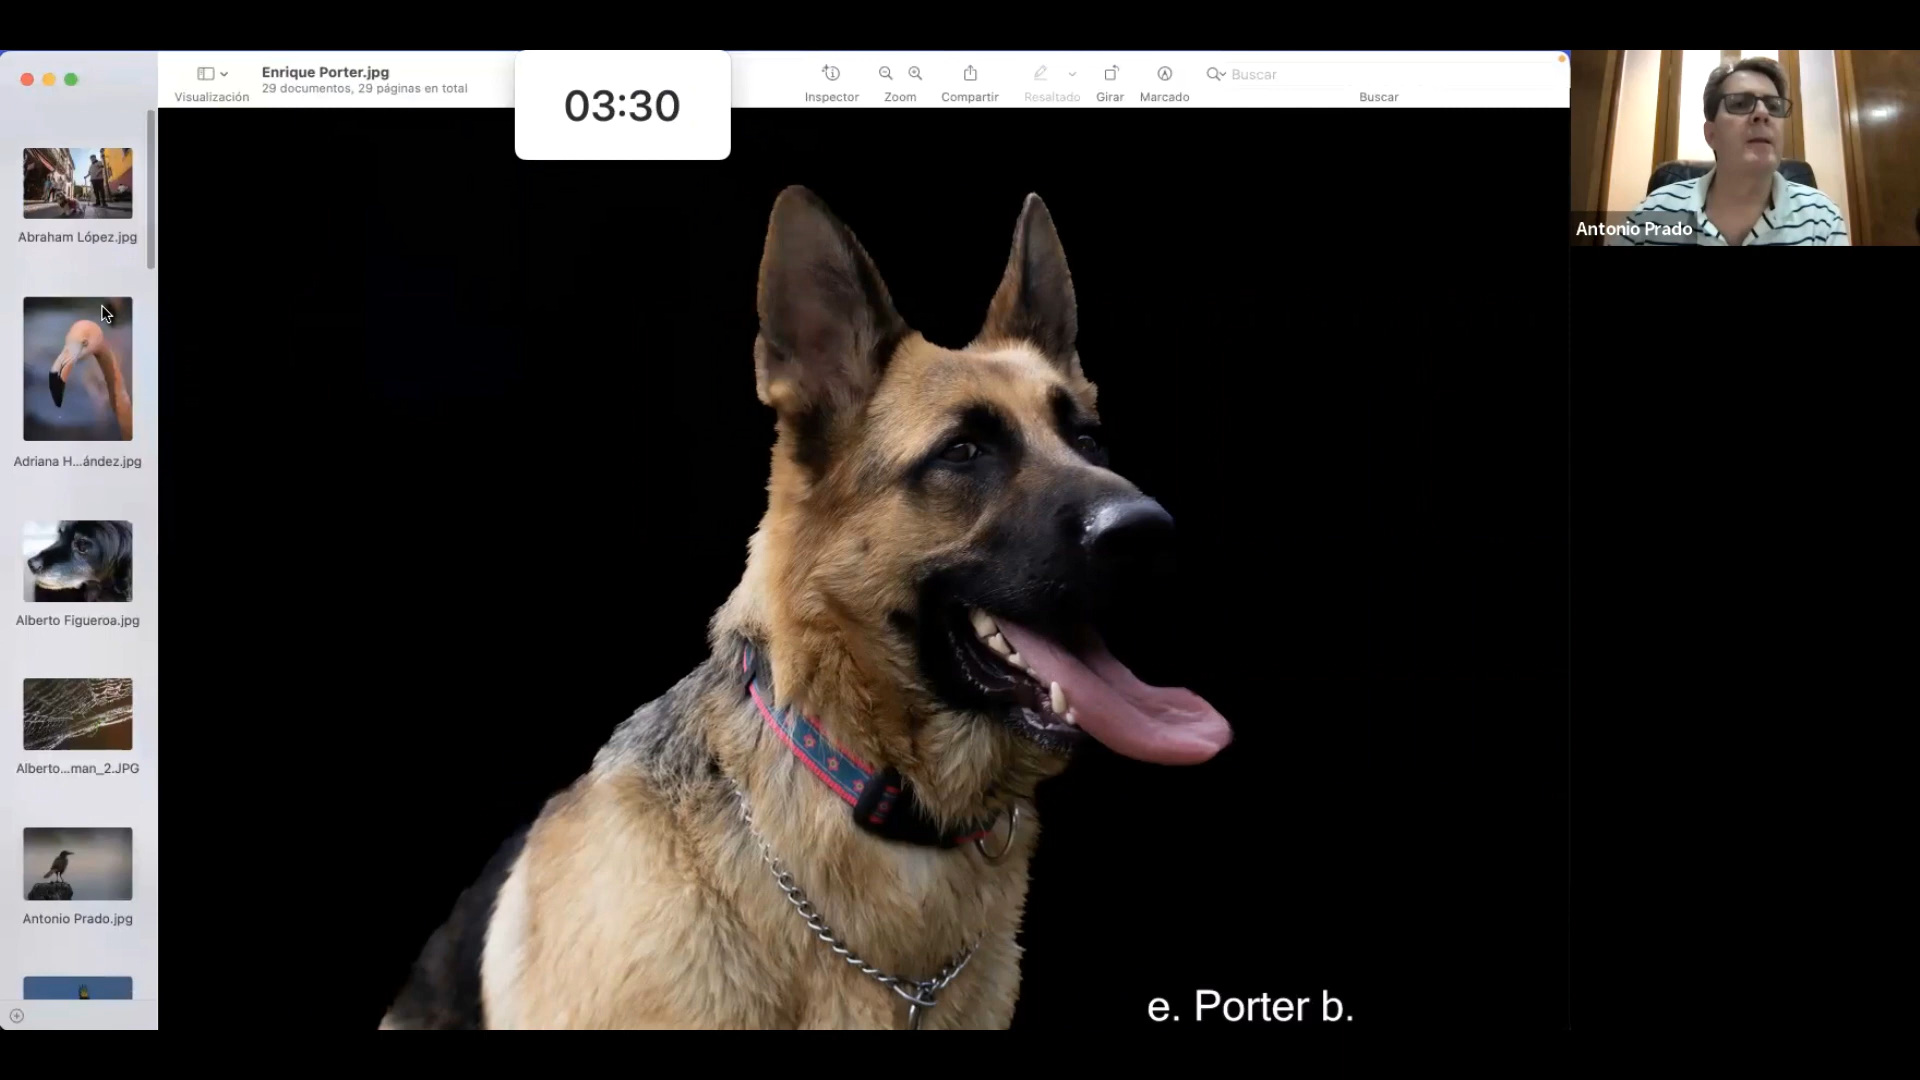 Enrique Porter.jpg
29 documentos, 29 páginas en total
Visualización
03:30
Inspector
Zoom
Compartir
Resaltado
Girar
Marcado
Buscar
Buscar
Abraham López.jpg
Adriana H...ández.jpg
Alberto Figueroa.jpg
Alberto...man_2.JPG
Antonio Prado.jpg
e. Porter b.
Antonio Prado